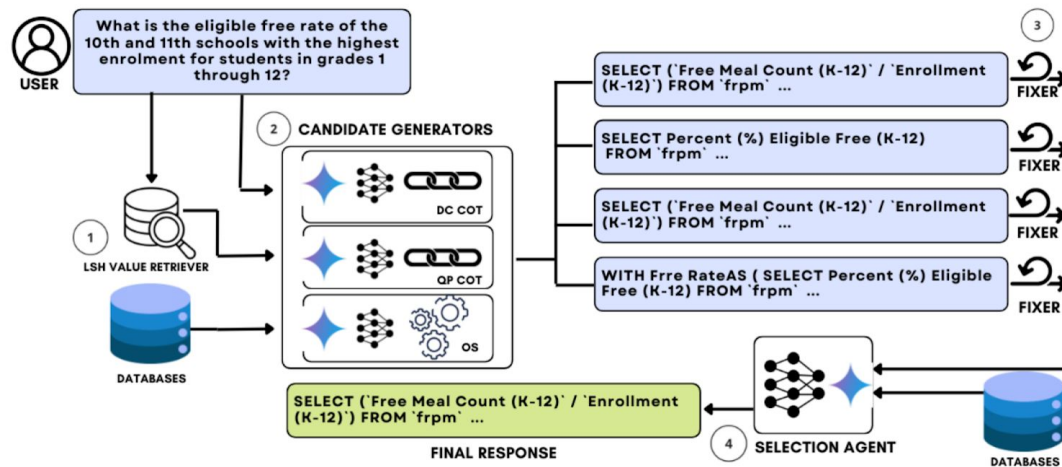 What is the eligible free rate of the
10th and 11th schools with the highest
enrolment for students in grades 1
through 12?
USER
2 CANDIDATE GENERATORS
DC COT
QP COT
OS
1
LSH VALUE RETRIEVER
DATABASES
3
SELECT (`Free Meal Count (K-12)` / `Enrollment
(K-12)`) FROM `frpm` ...
FIXER
SELECT Percent (%) Eligible Free (K-12)
FROM `frpm` ...
FIXER
SELECT (`Free Meal Count (K-12)` / `Enrollment
(K-12)`) FROM `frpm` ...
FIXER
WITH Frre RateAS ( SELECT Percent (%) Eligible
Free (K-12) FROM `frpm` ...
FIXER
SELECT (`Free Meal Count (K-12)` / `Enrollment
(K-12)`) FROM `frpm` ...
FINAL RESPONSE
4 SELECTION AGENT
DATABASES